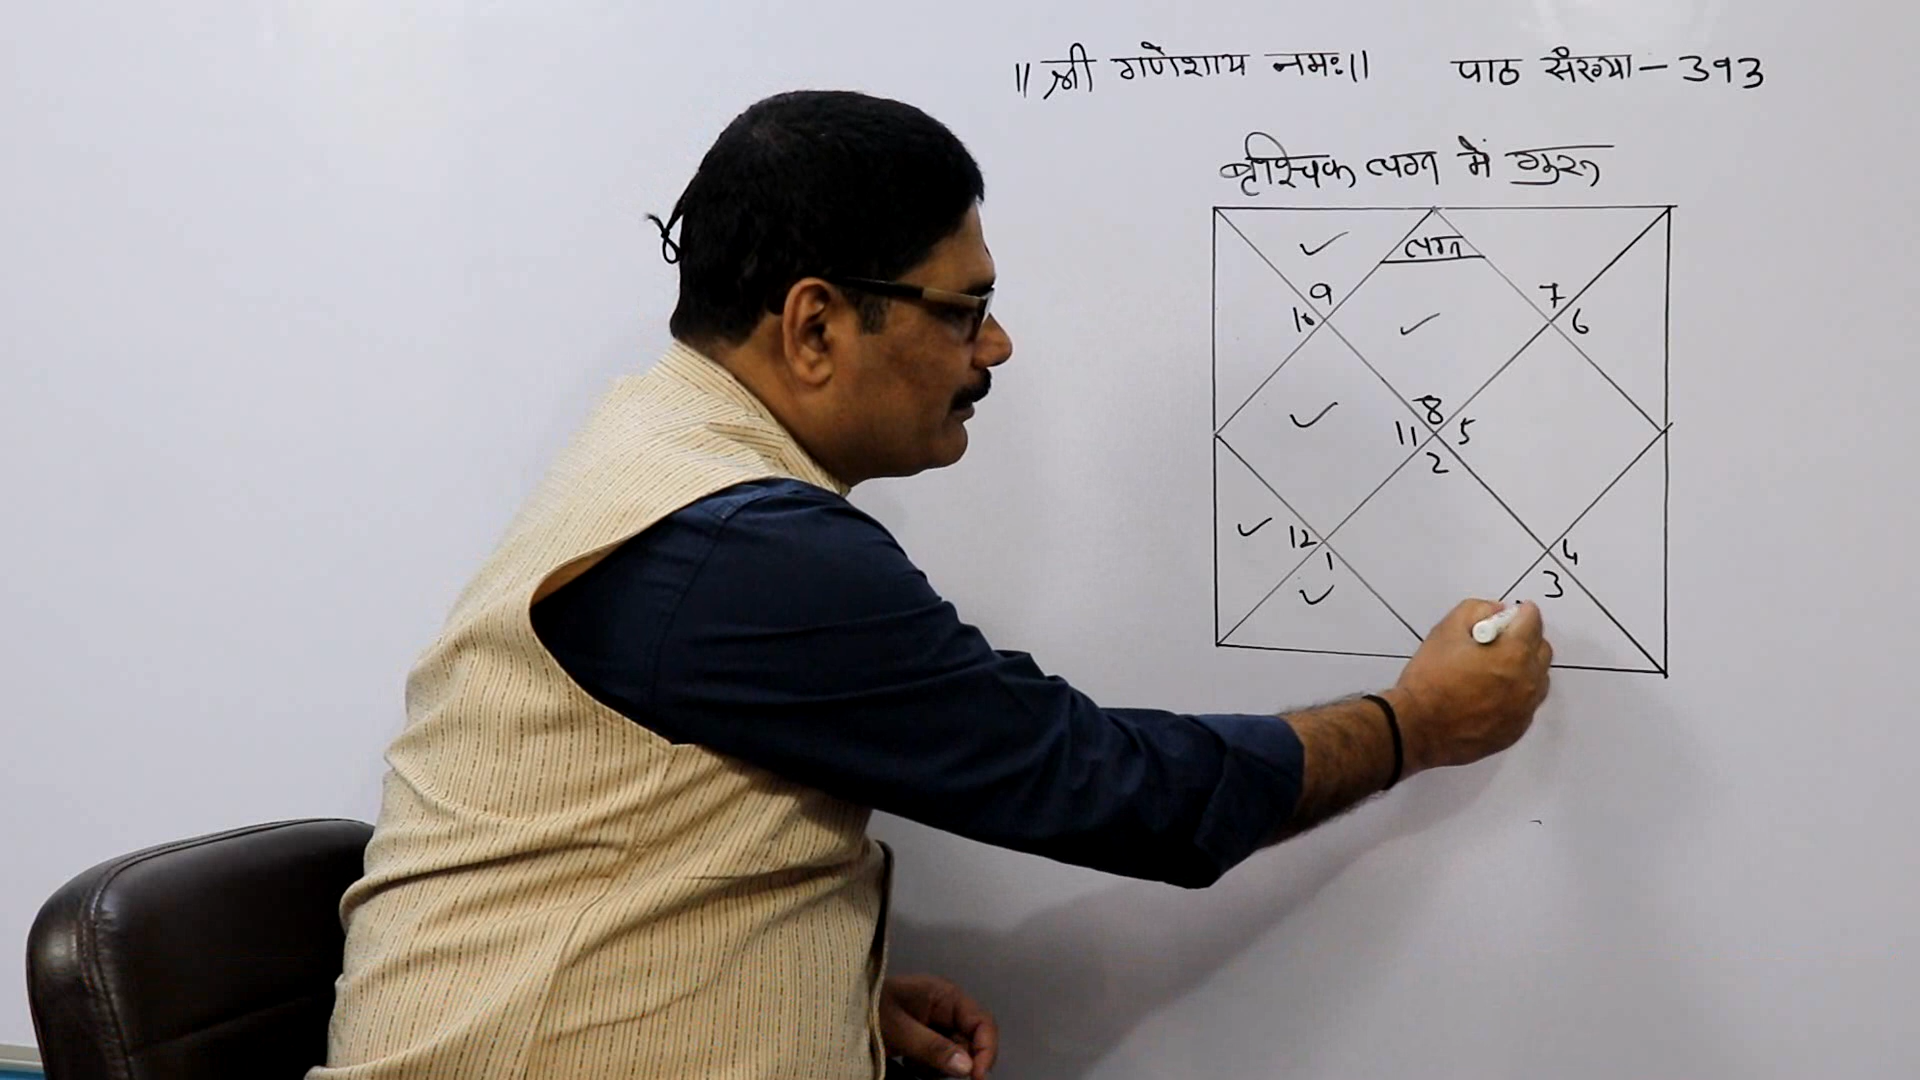 ॥ श्री गणेशाय नमः॥ पाठ संख्या - 393
वृश्चिक लग्न में गुरु
लग्न
9 7
10 6
8
11 5
2
12 4
1 3